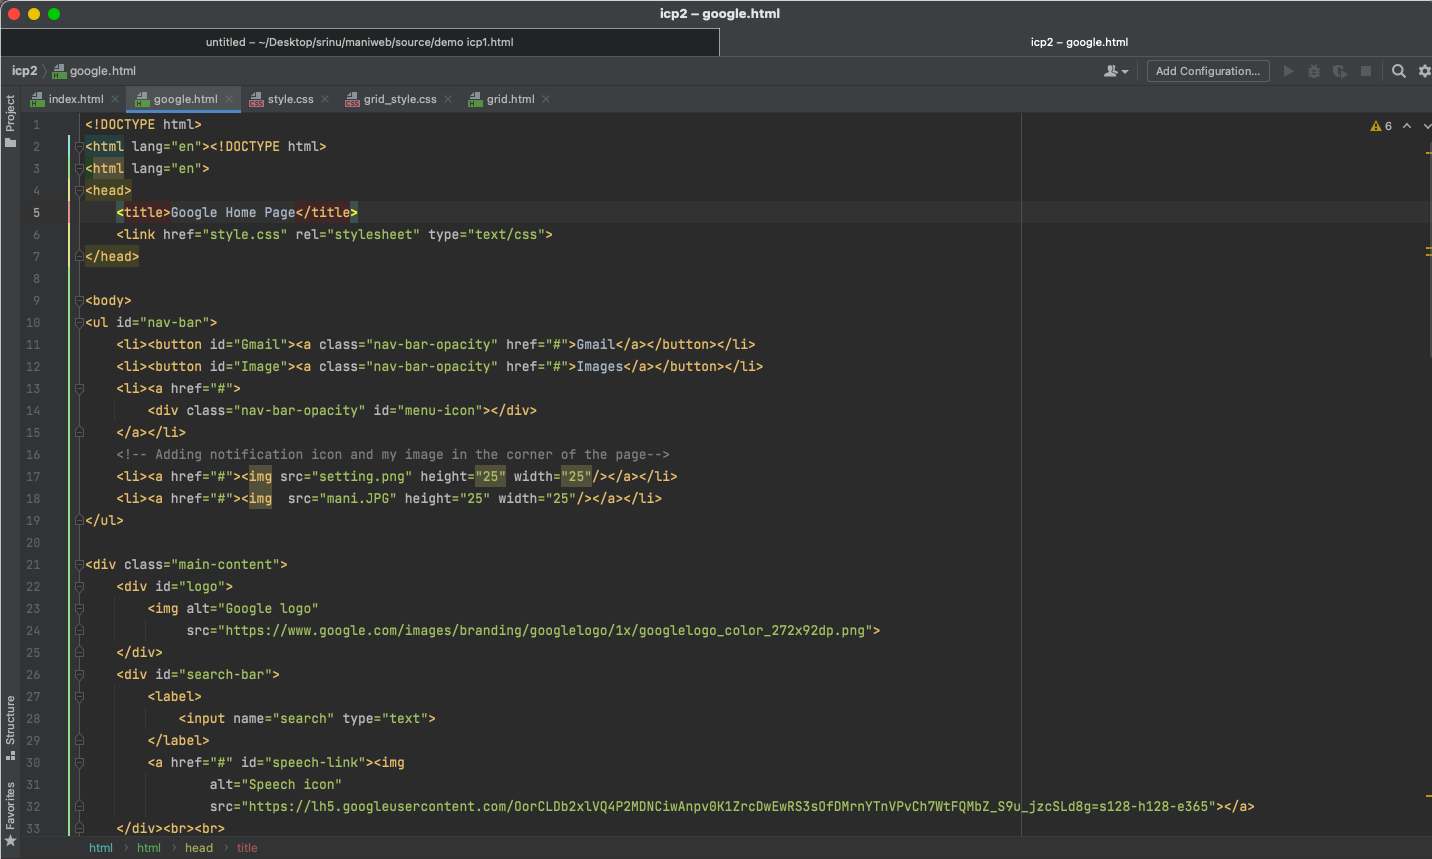 icp2 – google.html
untitled – ~/Desktop/srinu/maniweb/source/demo icp1.html
icp2 – google.html
icp2 google.html
Add Configuration...
index.html google.html style.css grid_style.css grid.html
Project
6
1 <!DOCTYPE html>
2 <html lang="en"><!DOCTYPE html>
3 <html lang="en">
4 <head>
5 <title>Google Home Page</title>
6 <link href="style.css" rel="stylesheet" type="text/css">
7 </head>
8
9 <body>
10 <ul id="nav-bar">
11 <li><button id="Gmail"><a class="nav-bar-opacity" href="#">Gmail</a></button></li>
12 <li><button id="Image"><a class="nav-bar-opacity" href="#">Images</a></button></li>
13 <li><a href="#">
14 <div class="nav-bar-opacity" id="menu-icon"></div>
15 </a></li>
16 <!-- Adding notification icon and my image in the corner of the page-->
17 <li><a href="#"><img src="setting.png" height="25" width="25"/></a></li>
18 <li><a href="#"><img  src="mani.JPG" height="25" width="25"/></a></li>
19 </ul>
20
21 <div class="main-content">
22 <div id="logo">
23 <img alt="Google logo"
24 src="https://www.google.com/images/branding/googlelogo/1x/googlelogo_color_272x92dp.png">
25 </div>
26 <div id="search-bar">
27 <label>
28 <input name="search" type="text">
29 </label>
30 <a href="#" id="speech-link"><img
31 alt="Speech icon"
32 src="https://lh5.googleusercontent.com/OorCLDb2xlVQ4P2MDNCiwAnpv0K1ZrcDwEwRS3sOfDMrnYTnVPvCh7WtFQMbZ_S9u_jzcSLd8g=s128-h128-e365"></a>
33 </div><br><br>
Structure
Favorites
html html head title